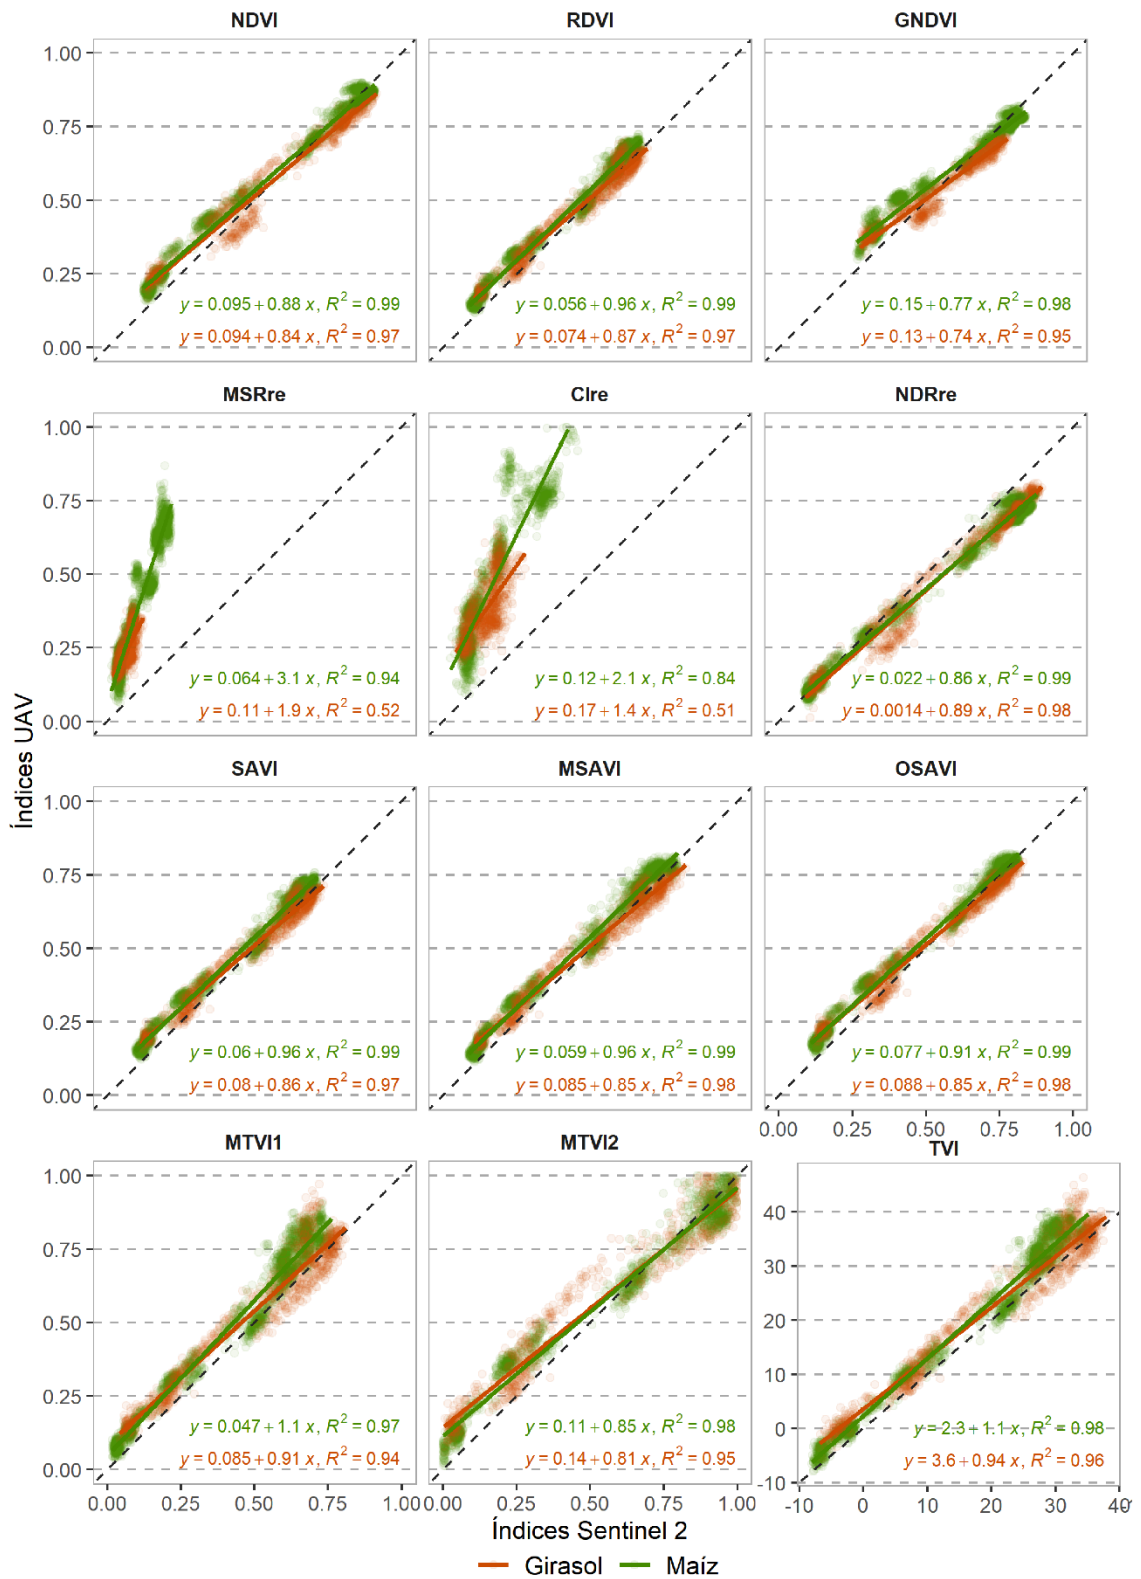 NDVI RDVI GNDVI
1.00
0.75
0.50
0.25
0.00
y = 0.095 + 0.88 x, R² = 0.99
y = 0.094 + 0.84 x, R² = 0.97
y = 0.056 + 0.96 x, R² = 0.99
y = 0.074 + 0.87 x, R² = 0.97
y = 0.15 + 0.77 x, R² = 0.98
y = 0.13 + 0.74 x, R² = 0.95
MSRre CIre NDRre
1.00
0.75
0.50
0.25
0.00
y = 0.064 + 3.1 x, R² = 0.94
y = 0.11 + 1.9 x, R² = 0.52
y = 0.12 + 2.1 x, R² = 0.84
y = 0.17 + 1.4 x, R² = 0.51
y = 0.022 + 0.86 x, R² = 0.99
y = 0.0014 + 0.89 x, R² = 0.98
Índices UAV
SAVI MSAVI OSAVI
1.00
0.75
0.50
0.25
0.00
y = 0.06 + 0.96 x, R² = 0.99
y = 0.08 + 0.86 x, R² = 0.97
y = 0.059 + 0.96 x, R² = 0.99
y = 0.085 + 0.85 x, R² = 0.98
y = 0.077 + 0.91 x, R² = 0.99
y = 0.088 + 0.85 x, R² = 0.98
0.00 0.25 0.50 0.75 1.00
MTVI1 MTVI2 TVI
1.00
0.75
0.50
0.25
0.00
y = 0.047 + 1.1 x, R² = 0.97
y = 0.085 + 0.91 x, R² = 0.94
0.00 0.25 0.50 0.75 1.00
y = 0.11 + 0.85 x, R² = 0.98
y = 0.14 + 0.81 x, R² = 0.95
0.00 0.25 0.50 0.75 1.00
40
30
20
10
0
-10
y = 2.3 + 1.1 x, R² = 0.98
y = 3.6 + 0.94 x, R² = 0.96
-10 0 10 20 30 40
Índices Sentinel 2
Girasol Maíz